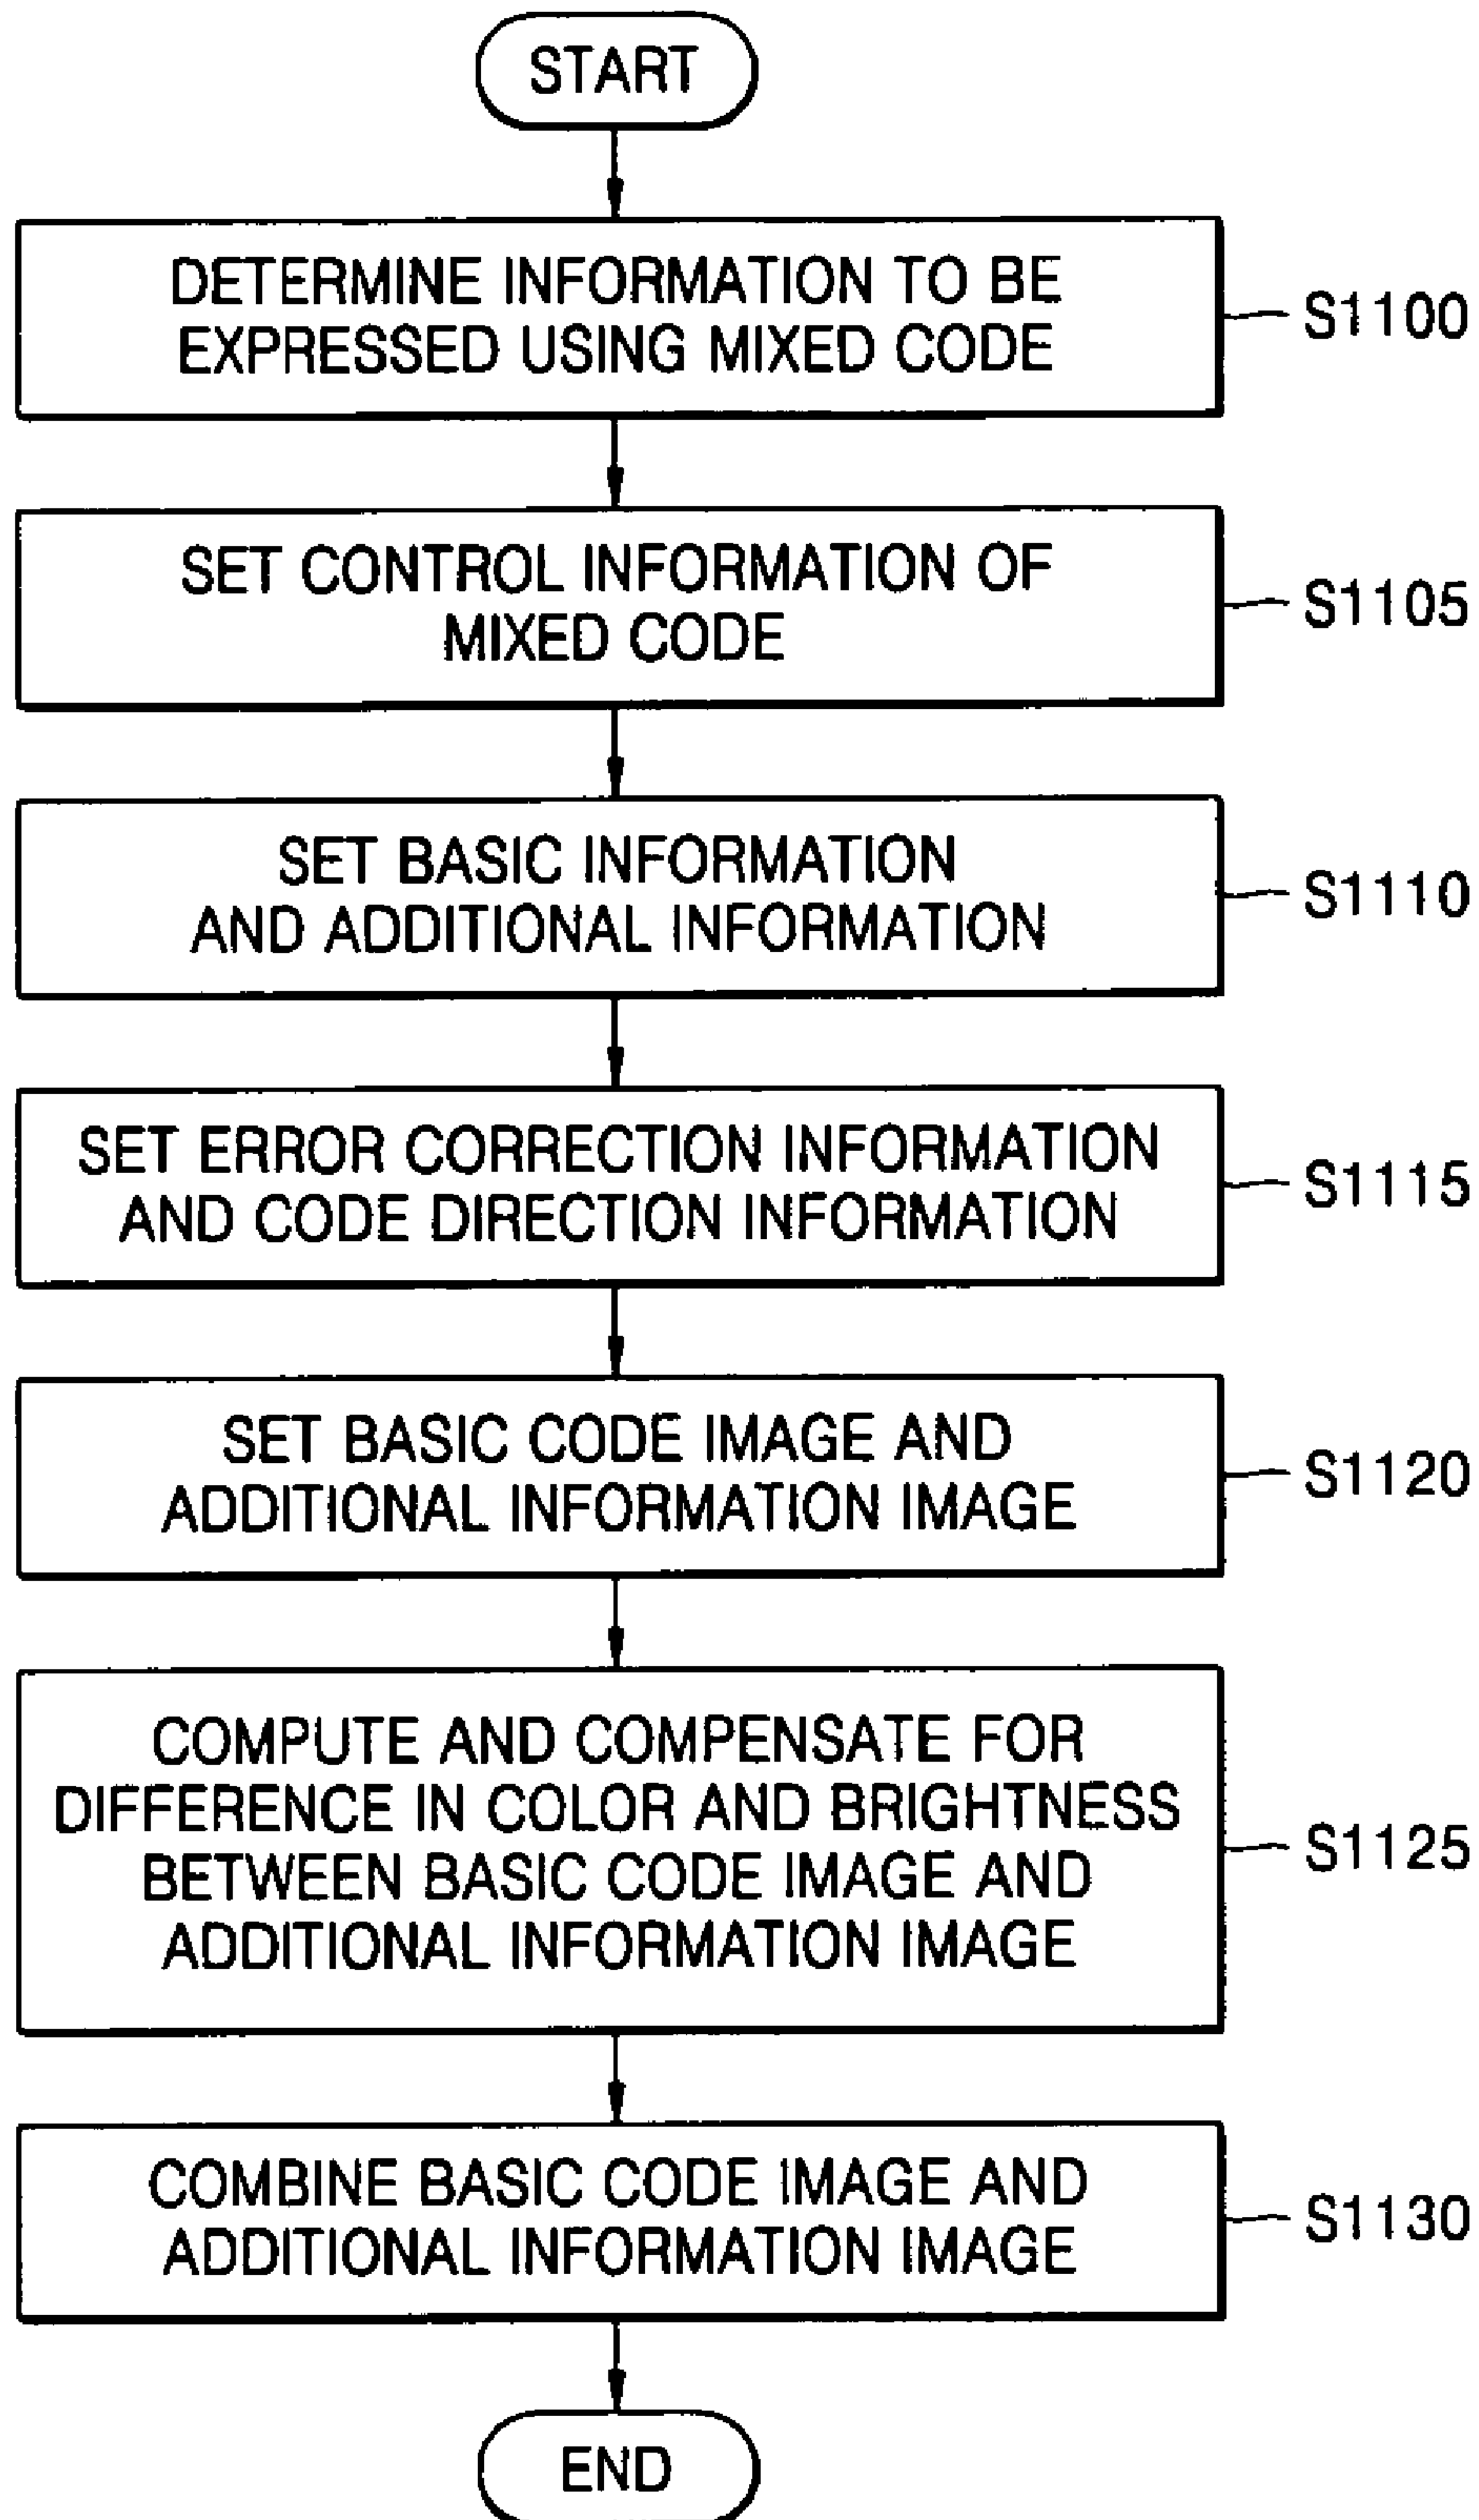 START
DETERMINE INFORMATION TO BE
EXPRESSED USING MIXED CODE
S1100
SET CONTROL INFORMATION OF
MIXED CODE
S1105
SET BASIC INFORMATION
AND ADDITIONAL INFORMATION
S1110
SET ERROR CORRECTION INFORMATION
AND CODE DIRECTION INFORMATION
S1115
SET BASIC CODE IMAGE AND
ADDITIONAL INFORMATION IMAGE
S1120
COMPUTE AND COMPENSATE FOR
DIFFERENCE IN COLOR AND BRIGHTNESS
BETWEEN BASIC CODE IMAGE AND
ADDITIONAL INFORMATION IMAGE
S1125
COMBINE BASIC CODE IMAGE AND
ADDITIONAL INFORMATION IMAGE
S1130
END